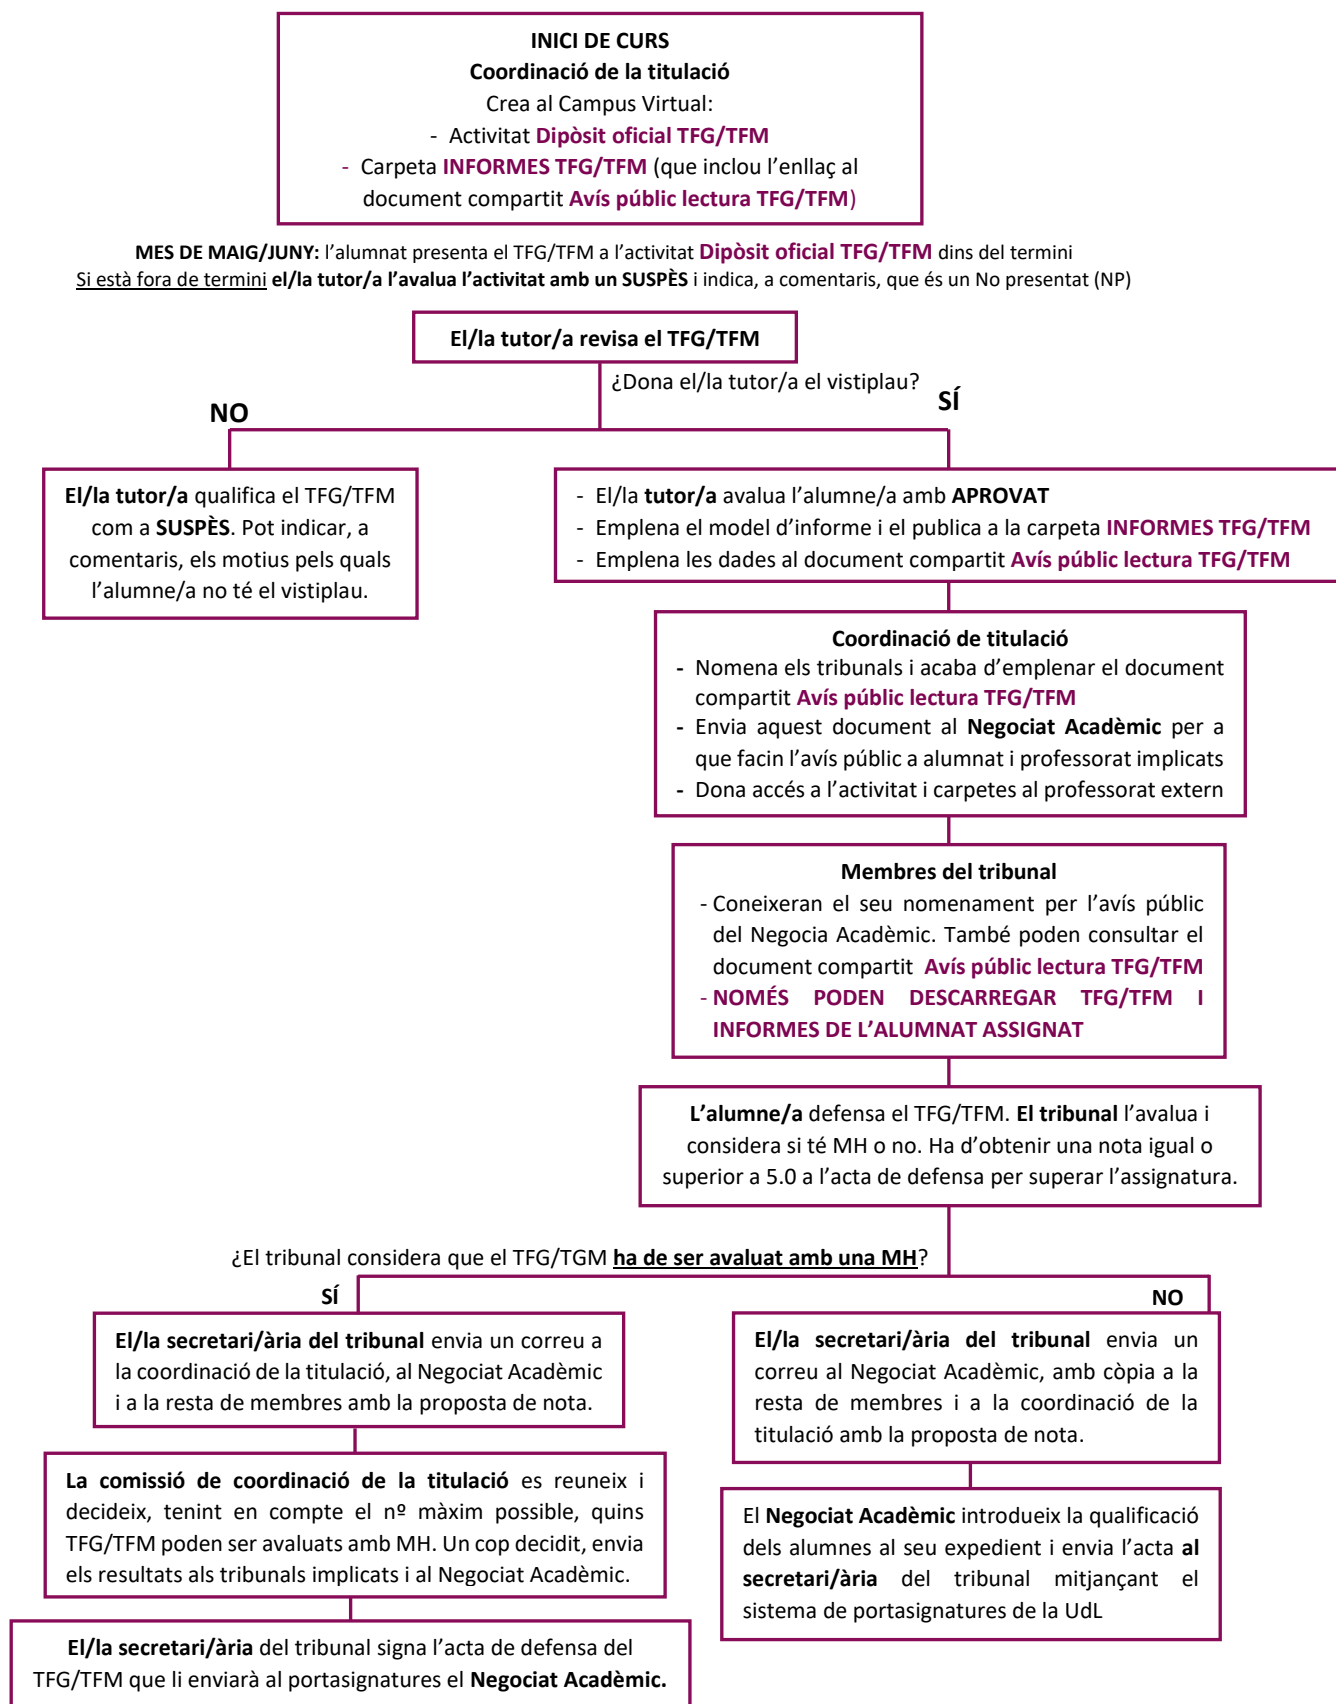 INICI DE CURS
Coordinació de la titulació
Crea al Campus Virtual:
- Activitat Dipòsit oficial TFG/TFM
- Carpeta INFORMES TFG/TFM (que inclou l’enllaç al
document compartit Avís públic lectura TFG/TFM)
MES DE MAIG/JUNY: l’alumnat presenta el TFG/TFM a l’activitat Dipòsit oficial TFG/TFM dins del termini
Si està fora de termini el/la tutor/a l’avalua l’activitat amb un SUSPÈS i indica, a comentaris, que és un No presentat (NP)
El/la tutor/a revisa el TFG/TFM
¿Dona el/la tutor/a el vistiplau?
NO
SÍ
El/la tutor/a qualifica el TFG/TFM
com a SUSPÈS. Pot indicar, a
comentaris, els motius pels quals
l’alumne/a no té el vistiplau.
- El/la tutor/a avalua l’alumne/a amb APROVAT
- Emplena el model d’informe i el publica a la carpeta INFORMES TFG/TFM
- Emplena les dades al document compartit Avís públic lectura TFG/TFM
Coordinació de titulació
- Nomena els tribunals i acaba d’emplenar el document
compartit Avís públic lectura TFG/TFM
- Envia aquest document al Negociat Acadèmic per a
que facin l’avís públic a alumnat i professorat implicats
- Dona accés a l’activitat i carpetes al professorat extern
Membres del tribunal
- Coneixeran el seu nomenament per l’avís públic
del Negocia Acadèmic. També poden consultar el
document compartit Avís públic lectura TFG/TFM
- NOMÉS PODEN DESCARREGAR TFG/TFM I
INFORMES DE L’ALUMNAT ASSIGNAT
L’alumne/a defensa el TFG/TFM. El tribunal l’avalua i
considera si té MH o no. Ha d’obtenir una nota igual o
superior a 5.0 a l’acta de defensa per superar l’assignatura.
¿El tribunal considera que el TFG/TGM ha de ser avaluat amb una MH?
SÍ
NO
El/la secretari/ària del tribunal envia un correu a
la coordinació de la titulació, al Negociat Acadèmic
i a la resta de membres amb la proposta de nota.
El/la secretari/ària del tribunal envia un
correu al Negociat Acadèmic, amb còpia a la
resta de membres i a la coordinació de la
titulació amb la proposta de nota.
La comissió de coordinació de la titulació es reuneix i
decideix, tenint en compte el nº màxim possible, quins
TFG/TFM poden ser avaluats amb MH. Un cop decidit, envia
els resultats als tribunals implicats i al Negociat Acadèmic.
El Negociat Acadèmic introdueix la qualificació
dels alumnes al seu expedient i envia l’acta al
secretari/ària del tribunal mitjançant el
sistema de portasignatures de la UdL
El/la secretari/ària del tribunal signa l’acta de defensa del
TFG/TFM que li enviarà al portasignatures el Negociat Acadèmic.